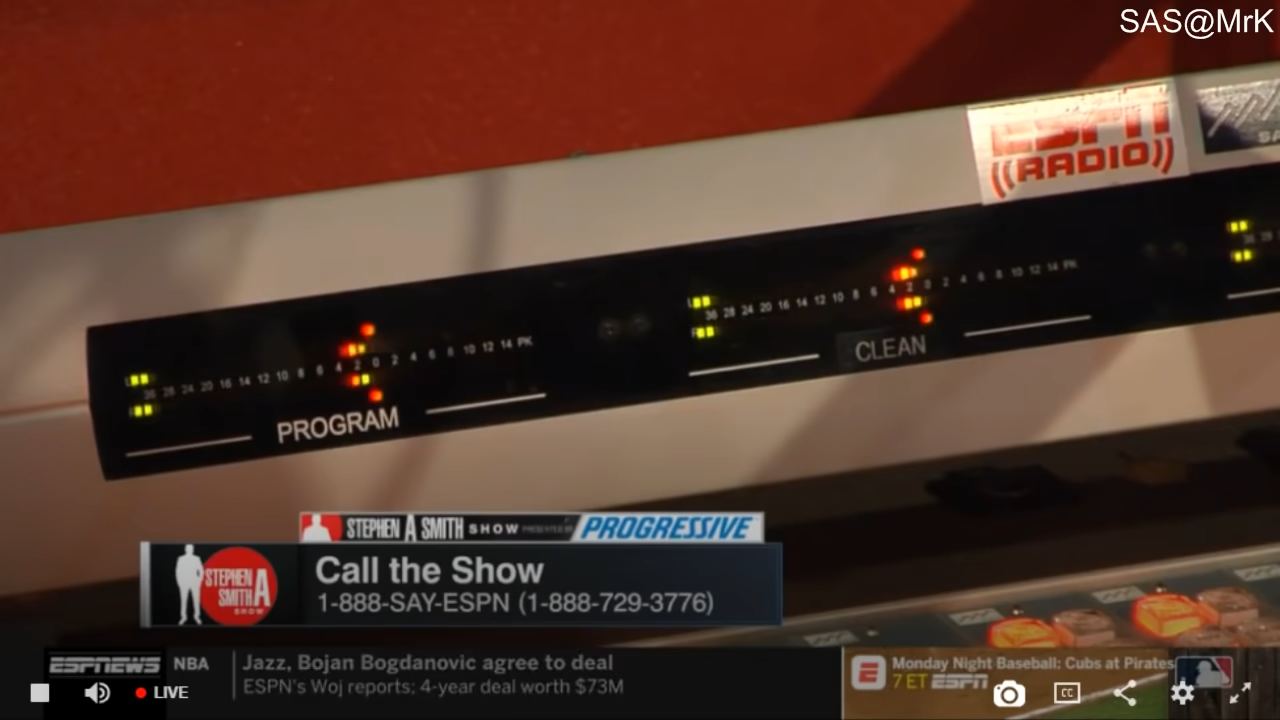 SAS@MrK
ESPN
RADIO
L 36 28 24 20 16 14 12 10 8 6 4 2 0 2 4 6 8 10 12 14 PK
R
CLEAN
36 28 24 20 16 14 12 10 8 6 4 2 0 2 4 6 8 10 12 14 PK
PROGRAM
STEPHEN A SMITH SHOW PRESENTED BY PROGRESSIVE
STEPHEN A SMITH SHOW
Call the Show
1-888-SAY-ESPN (1-888-729-3776)
ESPNEWS NBA
Jazz, Bojan Bogdanovic agree to deal
ESPN's Woj reports; 4-year deal worth $73M
E
Monday Night Baseball: Cubs at Pirates
7 ET ESPN
LIVE
CC